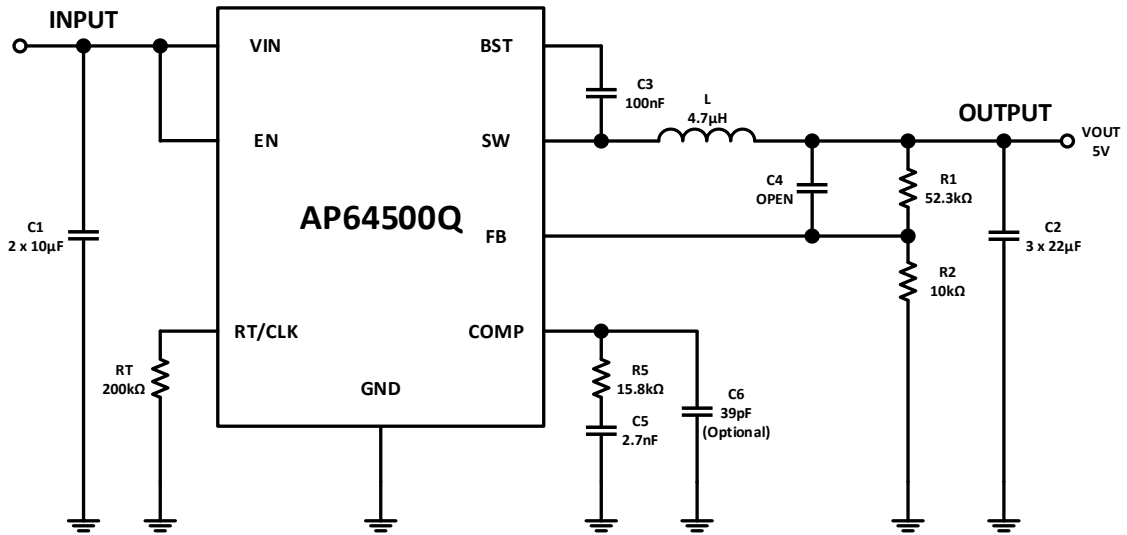 INPUT
VIN
BST
C3
100nF
L
4.7μH
OUTPUT
VOUT
5V
EN
SW
C4
OPEN
R1
52.3kΩ
AP64500Q
FB
C1
2 x 10μF
C2
3 x 22μF
R2
10kΩ
RT/CLK
COMP
RT
200kΩ
R5
15.8kΩ
GND
C6
39pF
(Optional)
C5
2.7nF